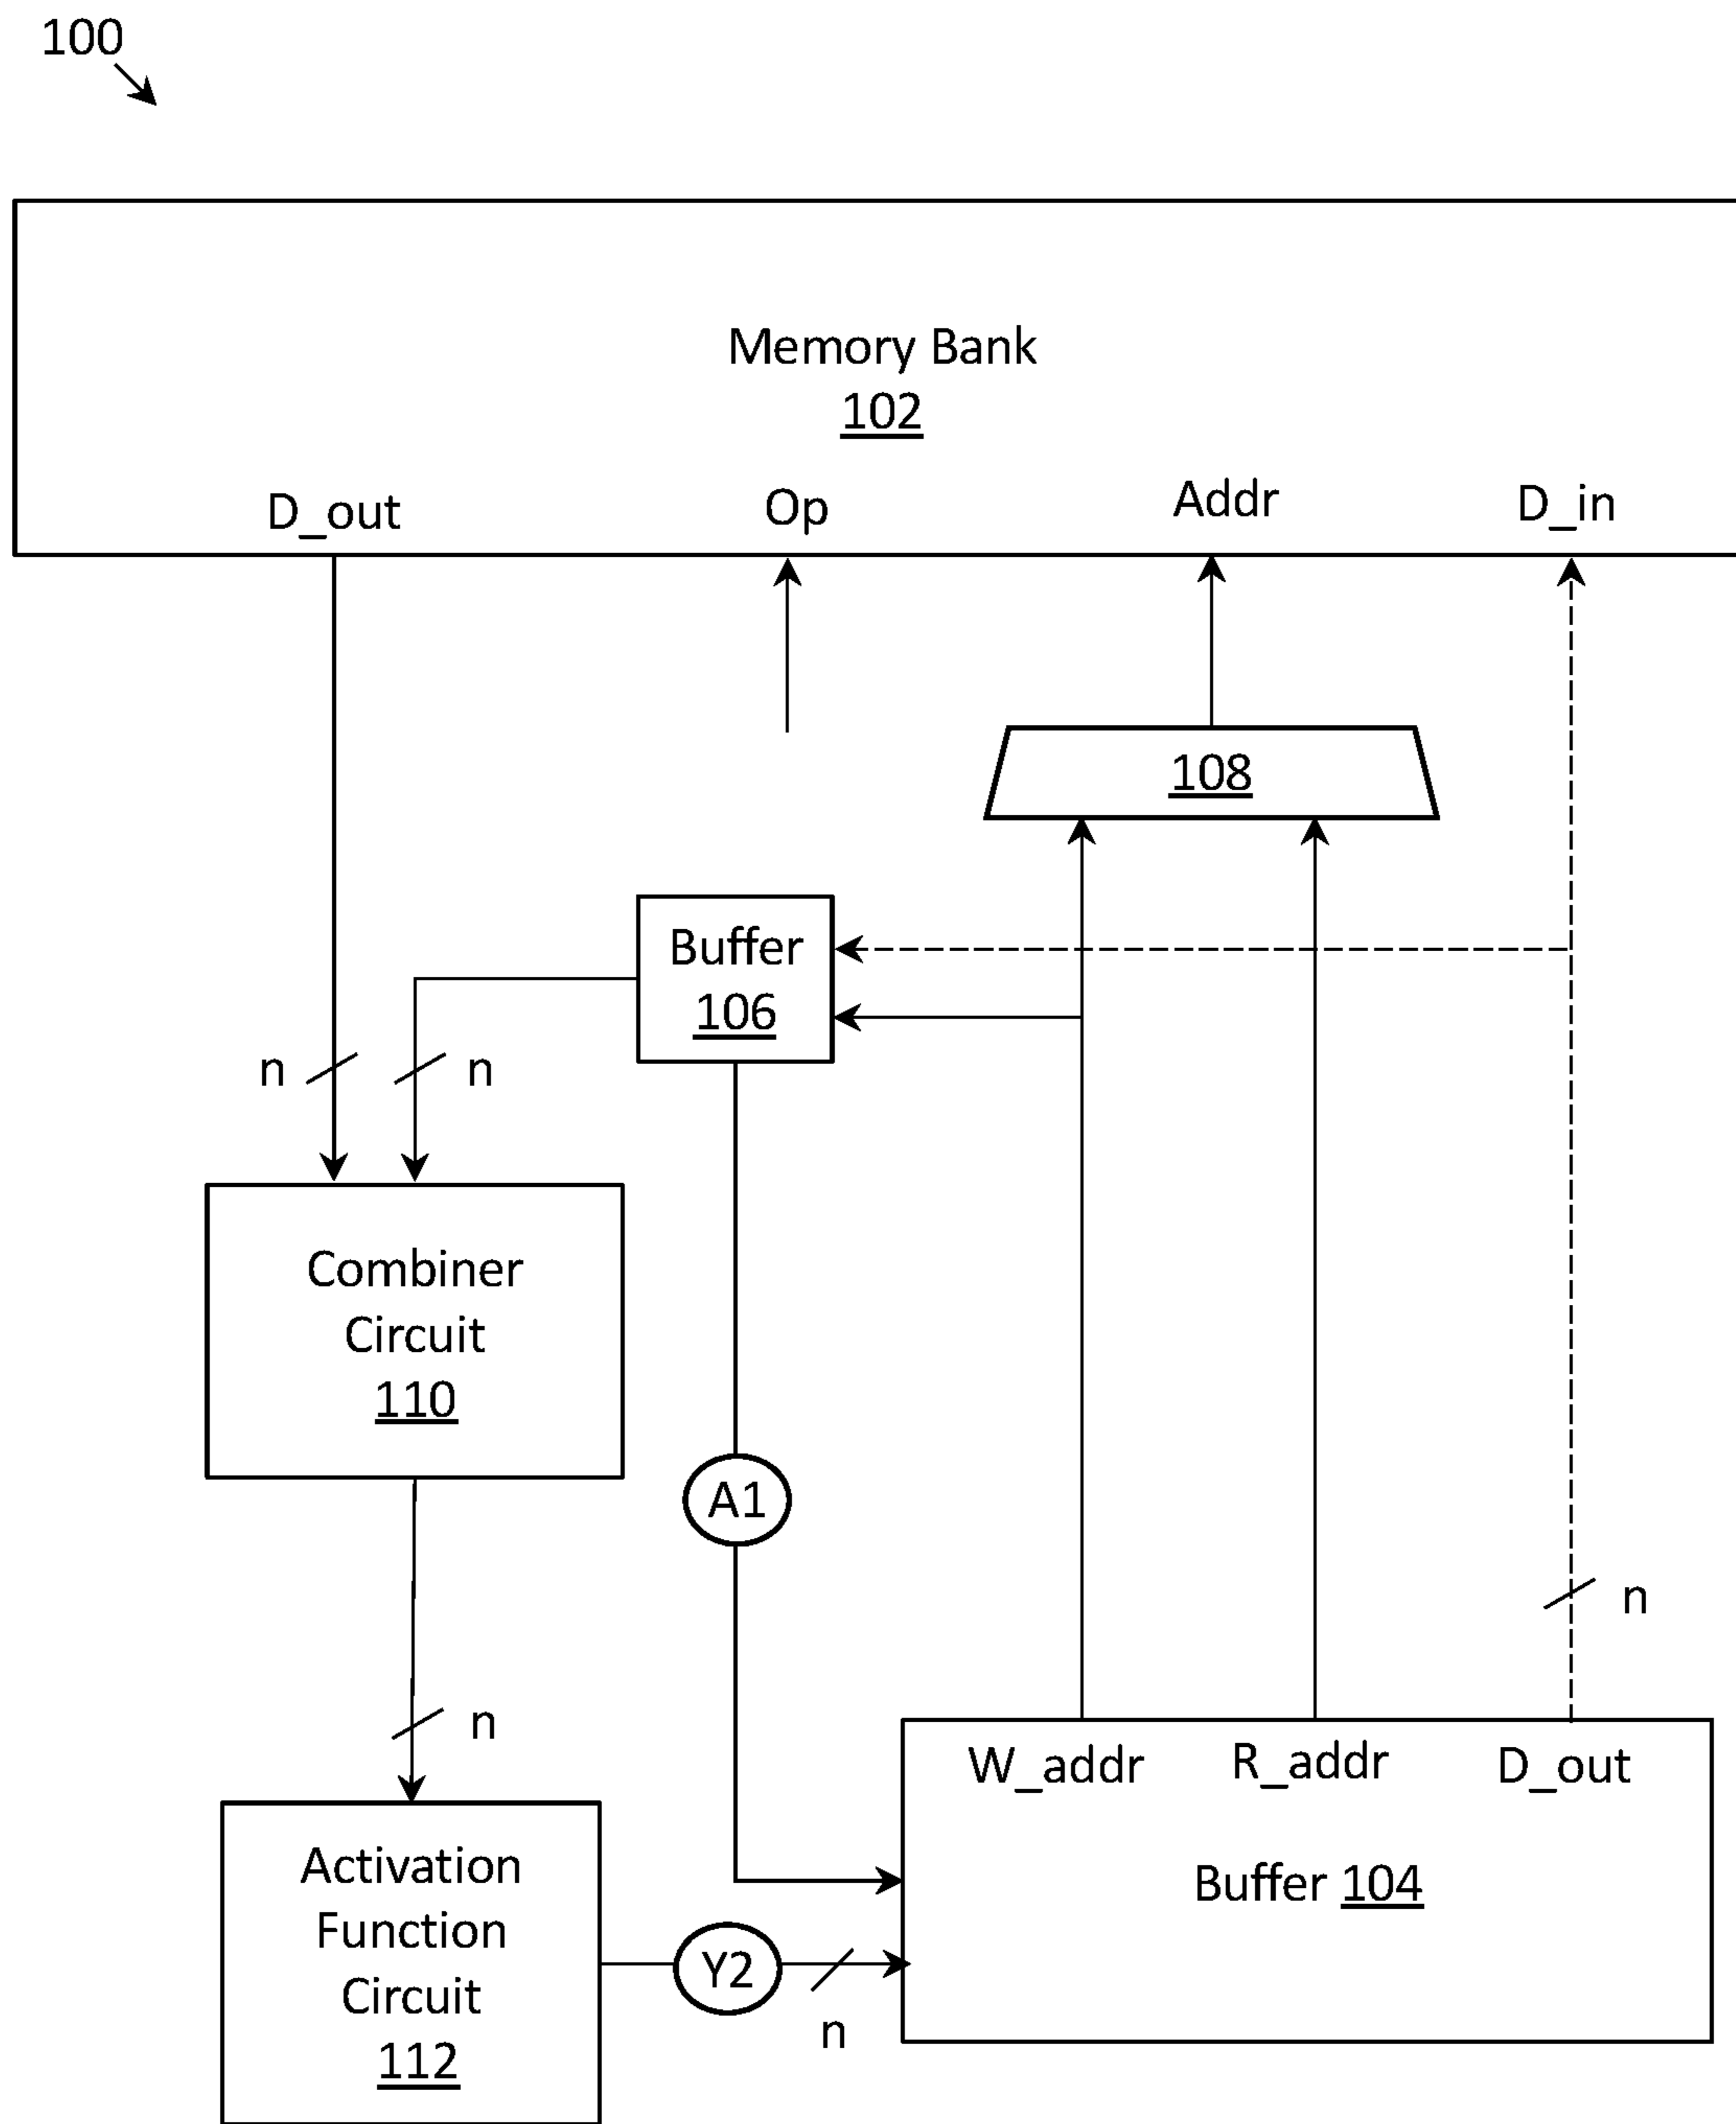 100
Memory Bank
102
D_out
Op
Addr
D_in
108
Buffer
106
n
n
Combiner
Circuit
110
A1
n
n
W_addr
R_addr
D_out
Activation
Function
Circuit
112
Buffer 104
Y2
n